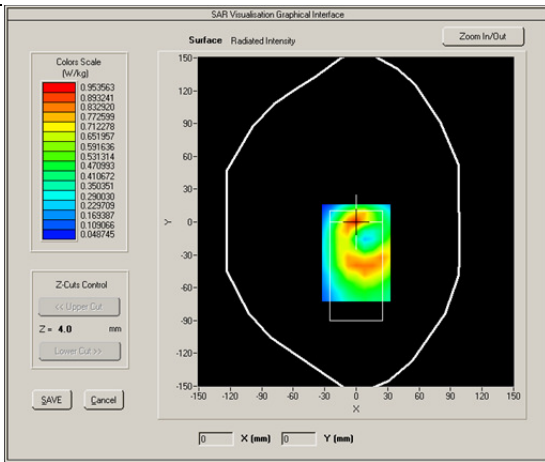 SAR Visualisation Graphical Interface
Surface Radiated Intensity
Zoom In/Out
Colors Scale
(W/kg)
0.953563
0.893241
0.832920
0.772599
0.712278
0.651957
0.591636
0.531314
0.470993
0.410672
0.350351
0.290030
0.229709
0.169387
0.109066
0.048745
Z-Cuts Control
<< Upper Cut
Z = 4.0 mm
Lower Cut >>
SAVE Cancel
150-
120-
90-
60-
30-
0-
-30-
-60-
-90-
-120-
-150-
Y
-150 -120 -90 -60 -30 0 30 60 90 120 150
X
0 X (mm) 0 Y (mm)